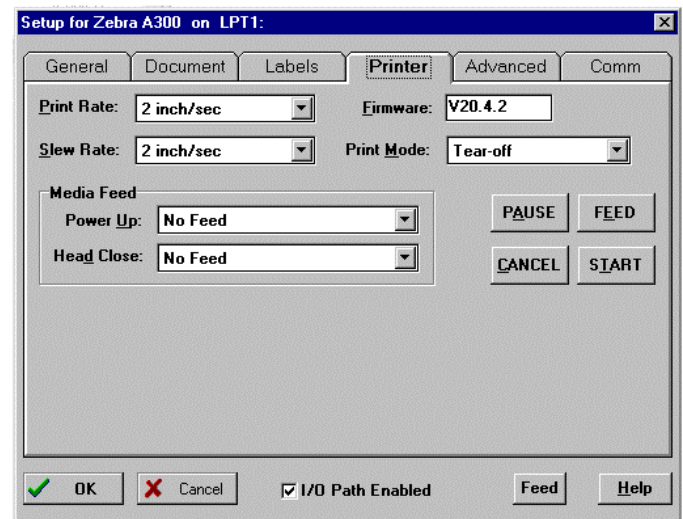 Setup for Zebra A300 on LPT1:
General Document Labels Printer Advanced Comm
Print Rate: 2 inch/sec Firmware: V20.4.2
Slew Rate: 2 inch/sec Print Mode: Tear-off
Media Feed
Power Up: No Feed PAUSE FEED
Head Close: No Feed CANCEL START
OK Cancel I/O Path Enabled Feed Help